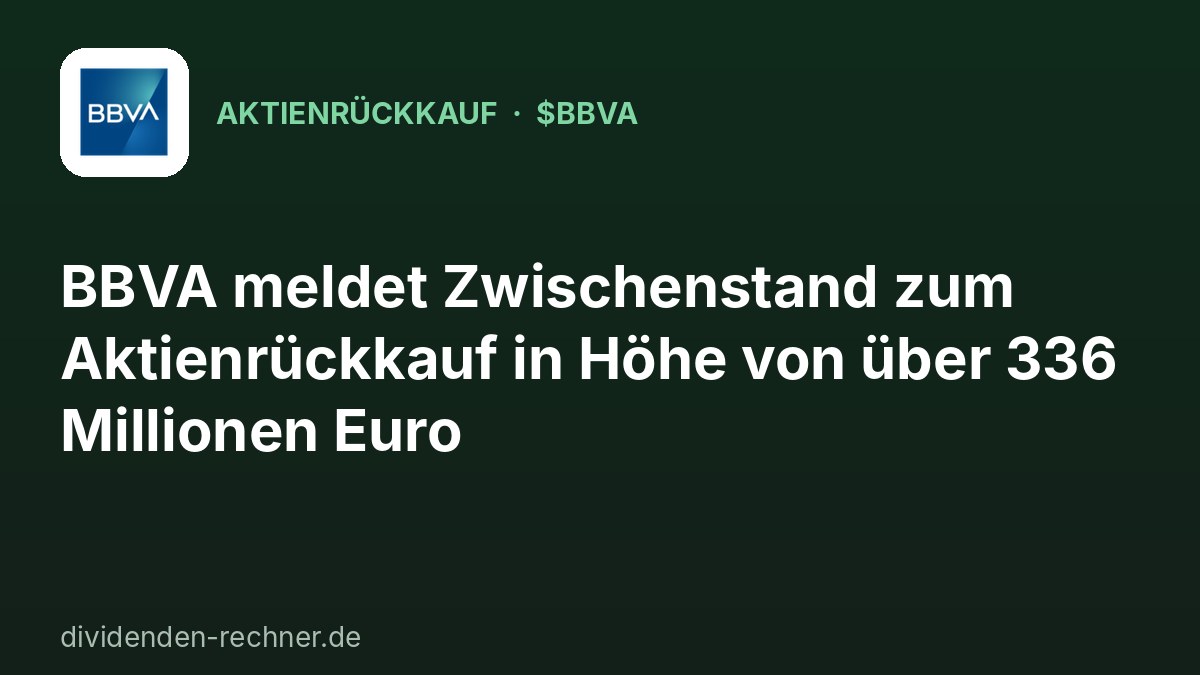 BBVA
AKTIENRÜCKKAUF · $BBVA
BBVA meldet Zwischenstand zum
Aktienrückkauf in Höhe von über 336
Millionen Euro
dividenden-rechner.de